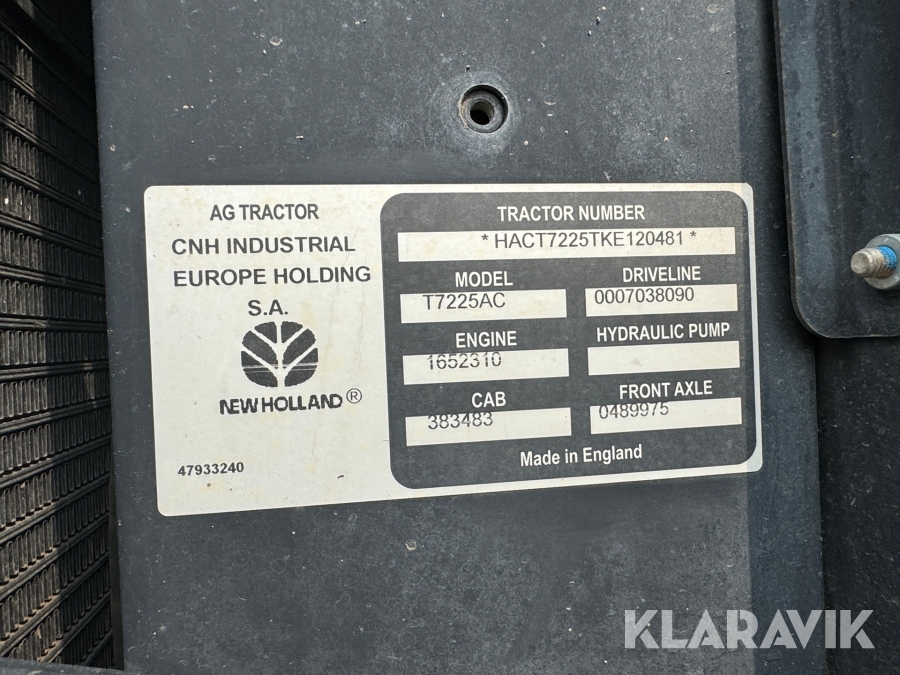 AG TRACTOR
CNH INDUSTRIAL
EUROPE HOLDING
S.A.
NEW HOLLAND®
47933240
TRACTOR NUMBER
* HACT7225TKE120481 *
MODEL
T7225AC
DRIVELINE
0007038090
ENGINE
1652310
HYDRAULIC PUMP
CAB
383483
FRONT AXLE
0489975
Made in England
KLARAVIK